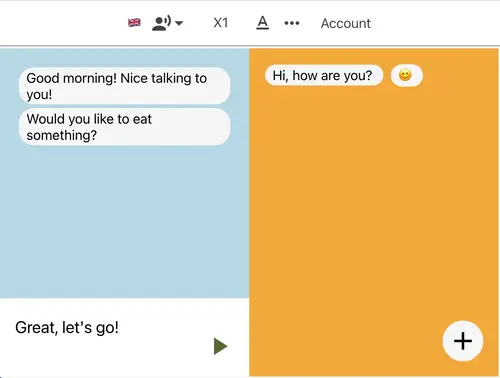 X1 A Account
Good morning! Nice talking to
you!
Would you like to eat
something?
Hi, how are you? 😊
Great, let's go!